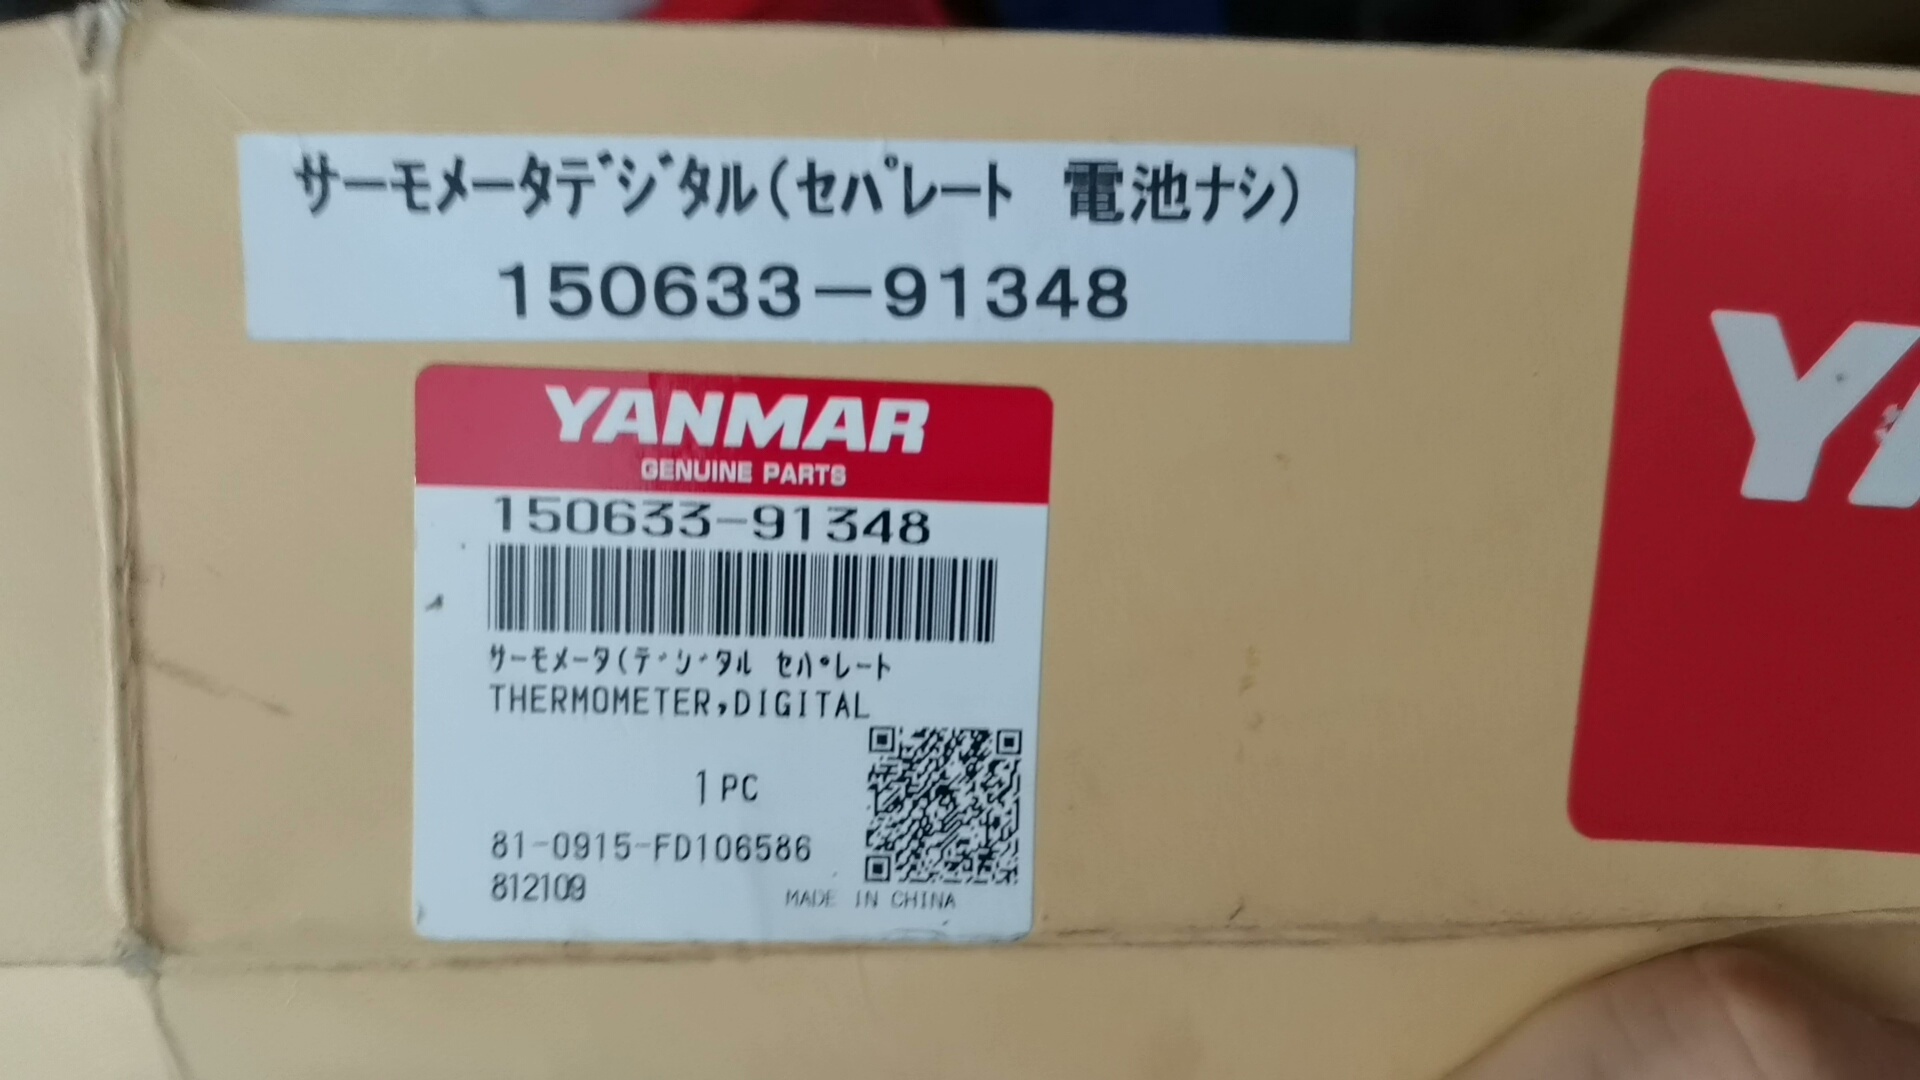 サーモメータデジタル(セパレート 電池ナシ)
150633-91348
YANMAR
GENUINE PARTS
150633-91348
サーモメータ(デジタル セパレート
THERMOMETER,DIGITAL
1PC
81-0915-FD106586
812109
MADE IN CHINA
YA